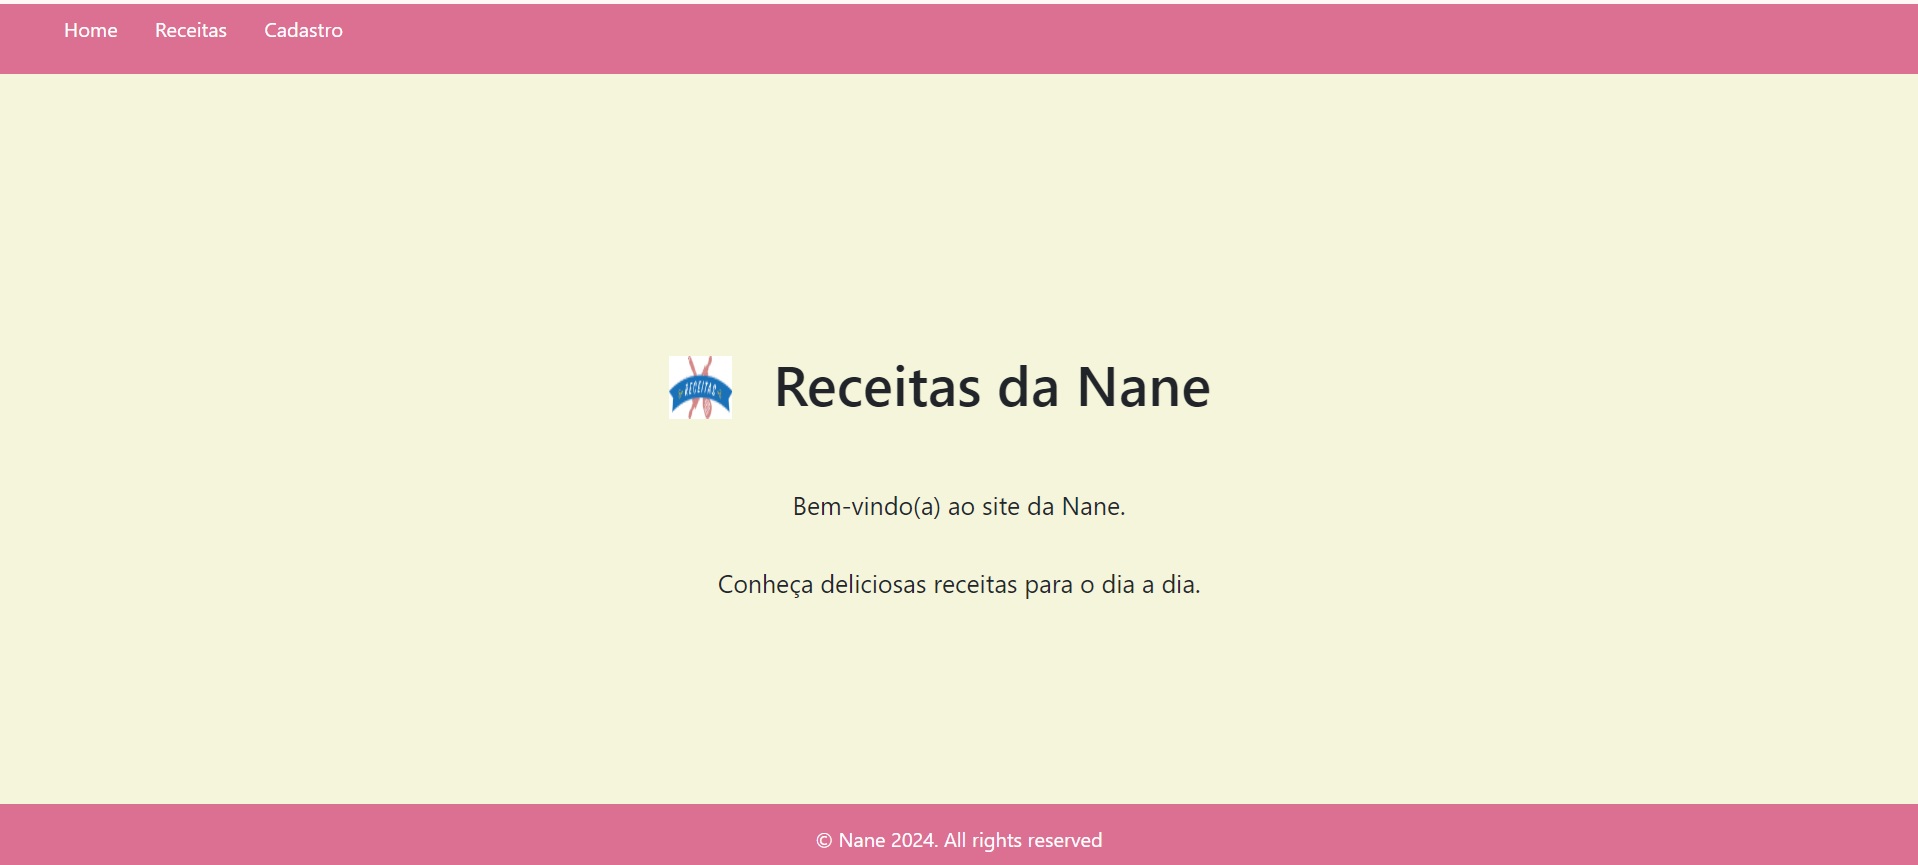 Home Receitas Cadastro
RECEITAS
Receitas da Nane
Bem-vindo(a) ao site da Nane.
Conheça deliciosas receitas para o dia a dia.
© Nane 2024. All rights reserved